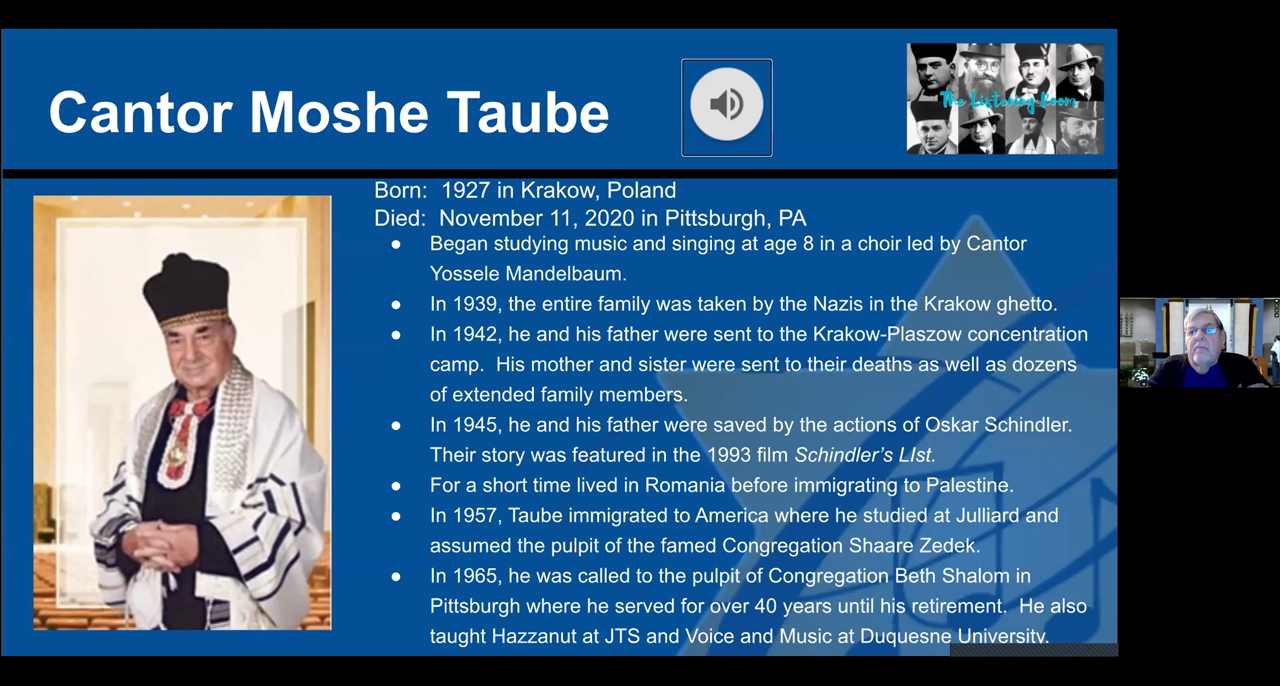 Cantor Moshe Taube
The Listening Room
Born: 1927 in Krakow, Poland
Died: November 11, 2020 in Pittsburgh, PA
● Began studying music and singing at age 8 in a choir led by Cantor
Yossele Mandelbaum.
● In 1939, the entire family was taken by the Nazis in the Krakow ghetto.
● In 1942, he and his father were sent to the Krakow-Plaszow concentration
camp. His mother and sister were sent to their deaths as well as dozens
of extended family members.
● In 1945, he and his father were saved by the actions of Oskar Schindler.
Their story was featured in the 1993 film Schindler's LIst.
● For a short time lived in Romania before immigrating to Palestine.
● In 1957, Taube immigrated to America where he studied at Julliard and
assumed the pulpit of the famed Congregation Shaare Zedek.
● In 1965, he was called to the pulpit of Congregation Beth Shalom in
Pittsburgh where he served for over 40 years until his retirement. He also
taught Hazzanut at JTS and Voice and Music at Duquesne University.